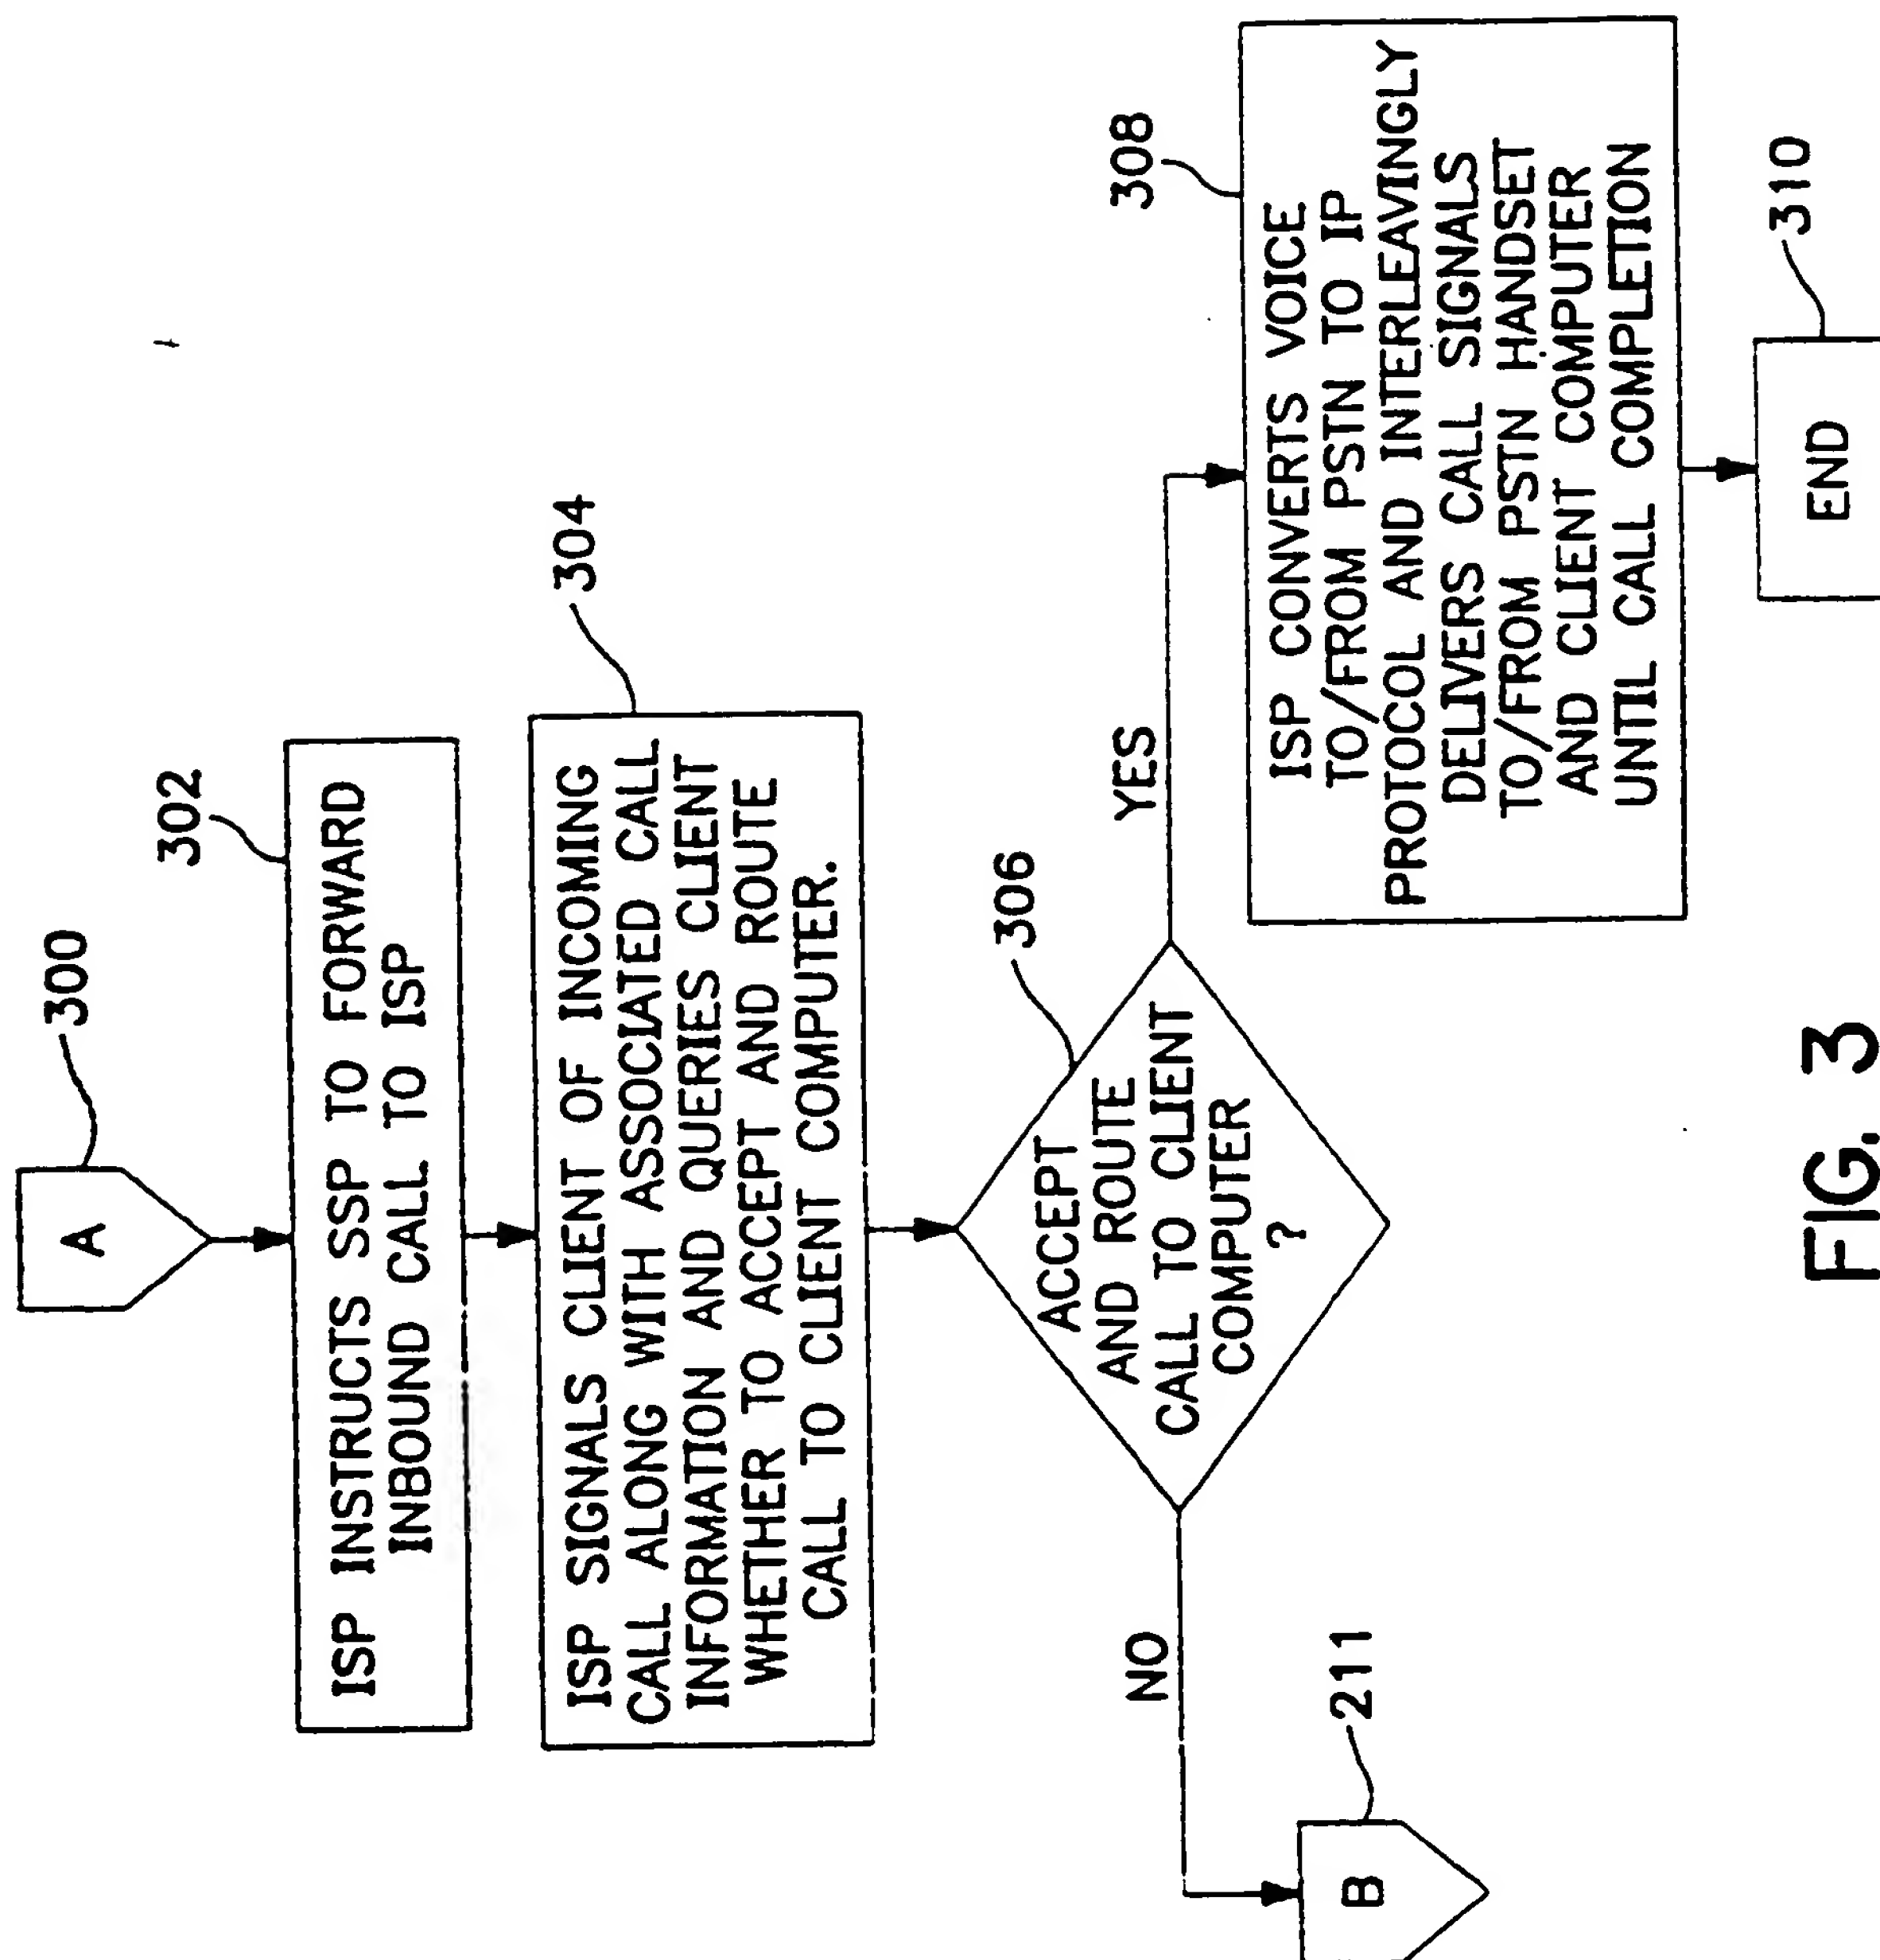 300
A
302
ISP INSTRUCTS SSP TO FORWARD
INBOUND CALL TO ISP
304
ISP SIGNALS CLIENT OF INCOMING
CALL ALONG WITH ASSOCIATED CALL
INFORMATION AND QUERIES CLIENT
WHETHER TO ACCEPT AND ROUTE
CALL TO CLIENT COMPUTER.
306
ACCEPT
AND ROUTE
CALL TO CLIENT
COMPUTER
?
NO
YES
211
B
308
ISP CONVERTS VOICE
TO/FROM PSTN TO IP
PROTOCOL AND INTERLEAVINGLY
DELIVERS CALL SIGNALS
TO/FROM PSTN HANDSET
AND CLIENT COMPUTER
UNTIL CALL COMPLETION
310
END
FIG. 3